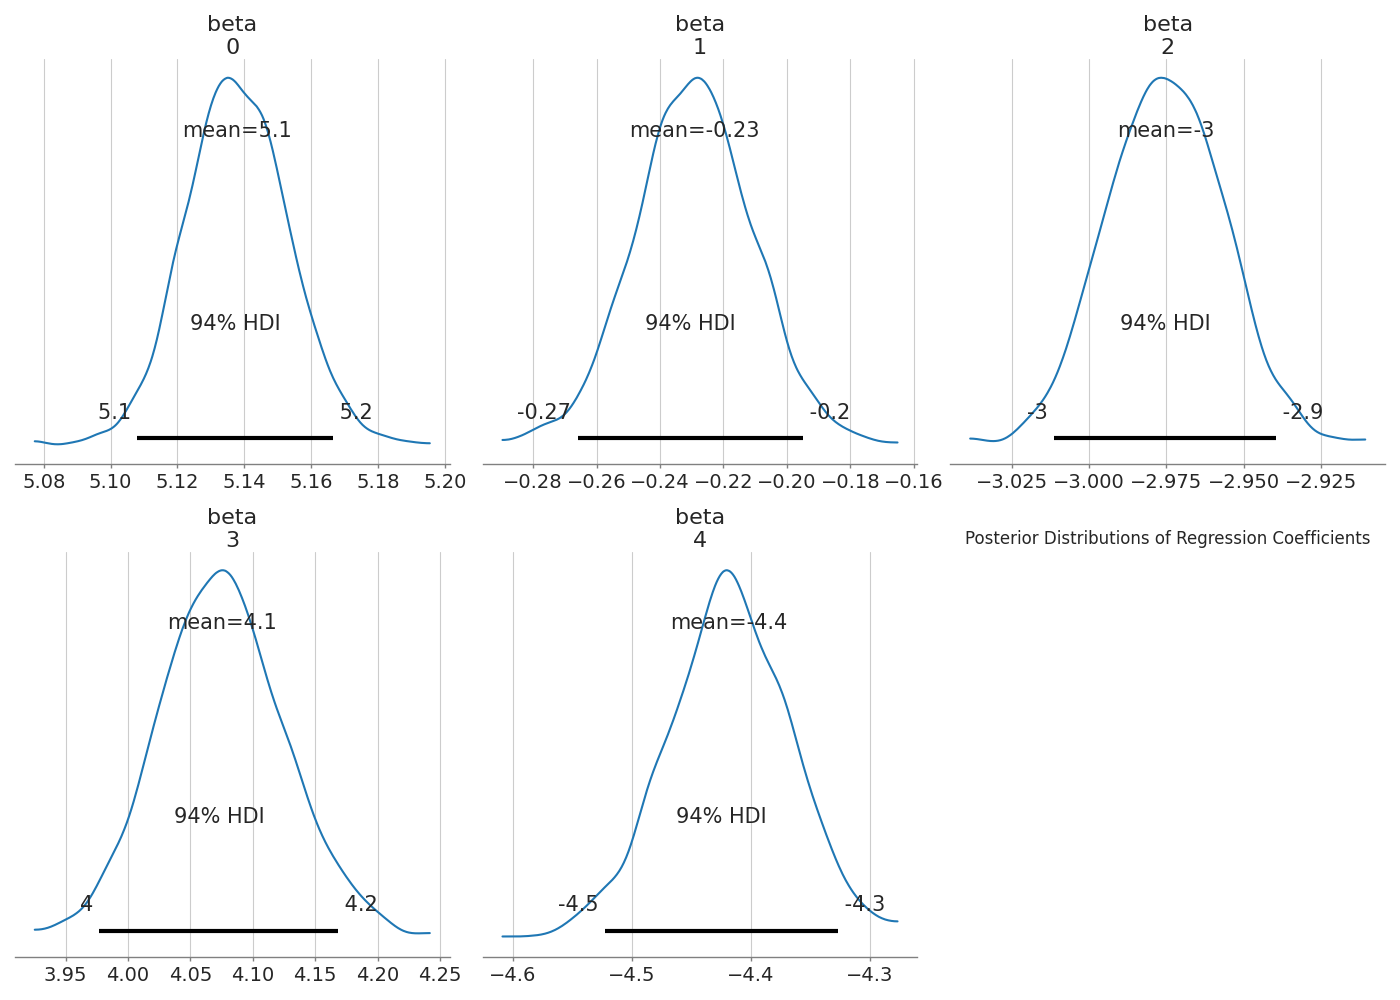 beta
0
mean=5.1
94% HDI
5.1
5.2
5.08 5.10 5.12 5.14 5.16 5.18 5.20
beta
1
mean=-0.23
94% HDI
-0.27
-0.2
−0.28 −0.26 −0.24 −0.22 −0.20 −0.18 −0.16
beta
2
mean=-3
94% HDI
-3
-2.9
−3.025 −3.000 −2.975 −2.950 −2.925
beta
3
mean=4.1
94% HDI
4
4.2
3.95 4.00 4.05 4.10 4.15 4.20 4.25
beta
4
mean=-4.4
94% HDI
-4.5
-4.3
−4.6 −4.5 −4.4 −4.3
Posterior Distributions of Regression Coefficients